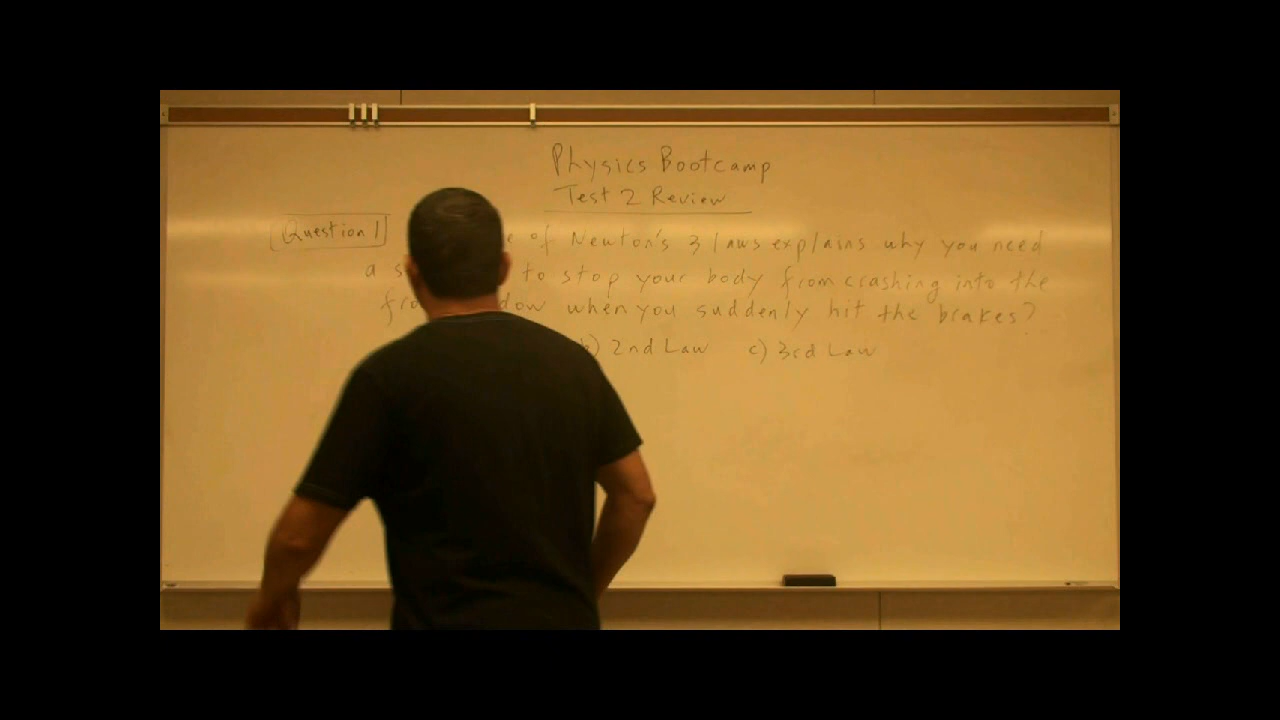 Physics Bootcamp
Test 2 Review
Question 1 of Newton's 3 laws explains why you need
a to stop your body from crashing into the
when you suddenly hit the brakes?
b) 2nd Law c) 3rd Law